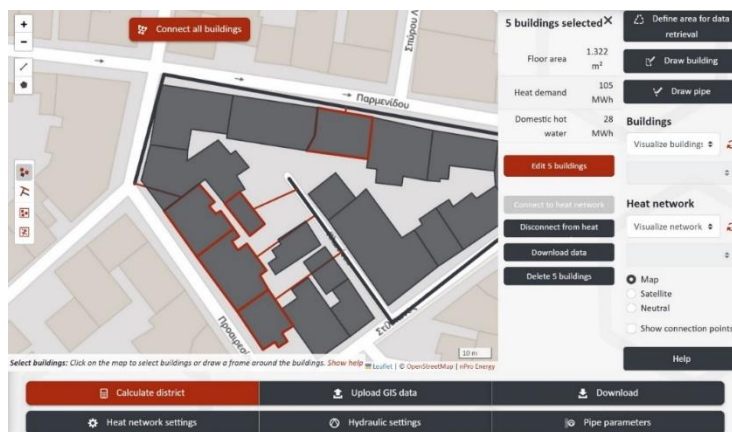 +
−
Connect all buildings
Παρμενίδου
Σπύρου
10 m
Select buildings: Click on the map to select buildings or draw a frame around the buildings. Show help
Leaflet | © OpenStreetMap | nPro Energy
5 buildings selected
Floor area 1.322
m²
Heat demand 105
MWh
Domestic hot 28
water MWh
Edit 5 buildings
Connect to heat network
Disconnect from heat
Download data
Delete 5 buildings
Define area for data
retrieval
Draw building
Draw pipe
Buildings
Visualize buildings
Heat network
Visualize network
Map
Satellite
Neutral
Show connection points
Help
Calculate district
Upload GIS data
Download
Heat network settings
Hydraulic settings
Pipe parameters